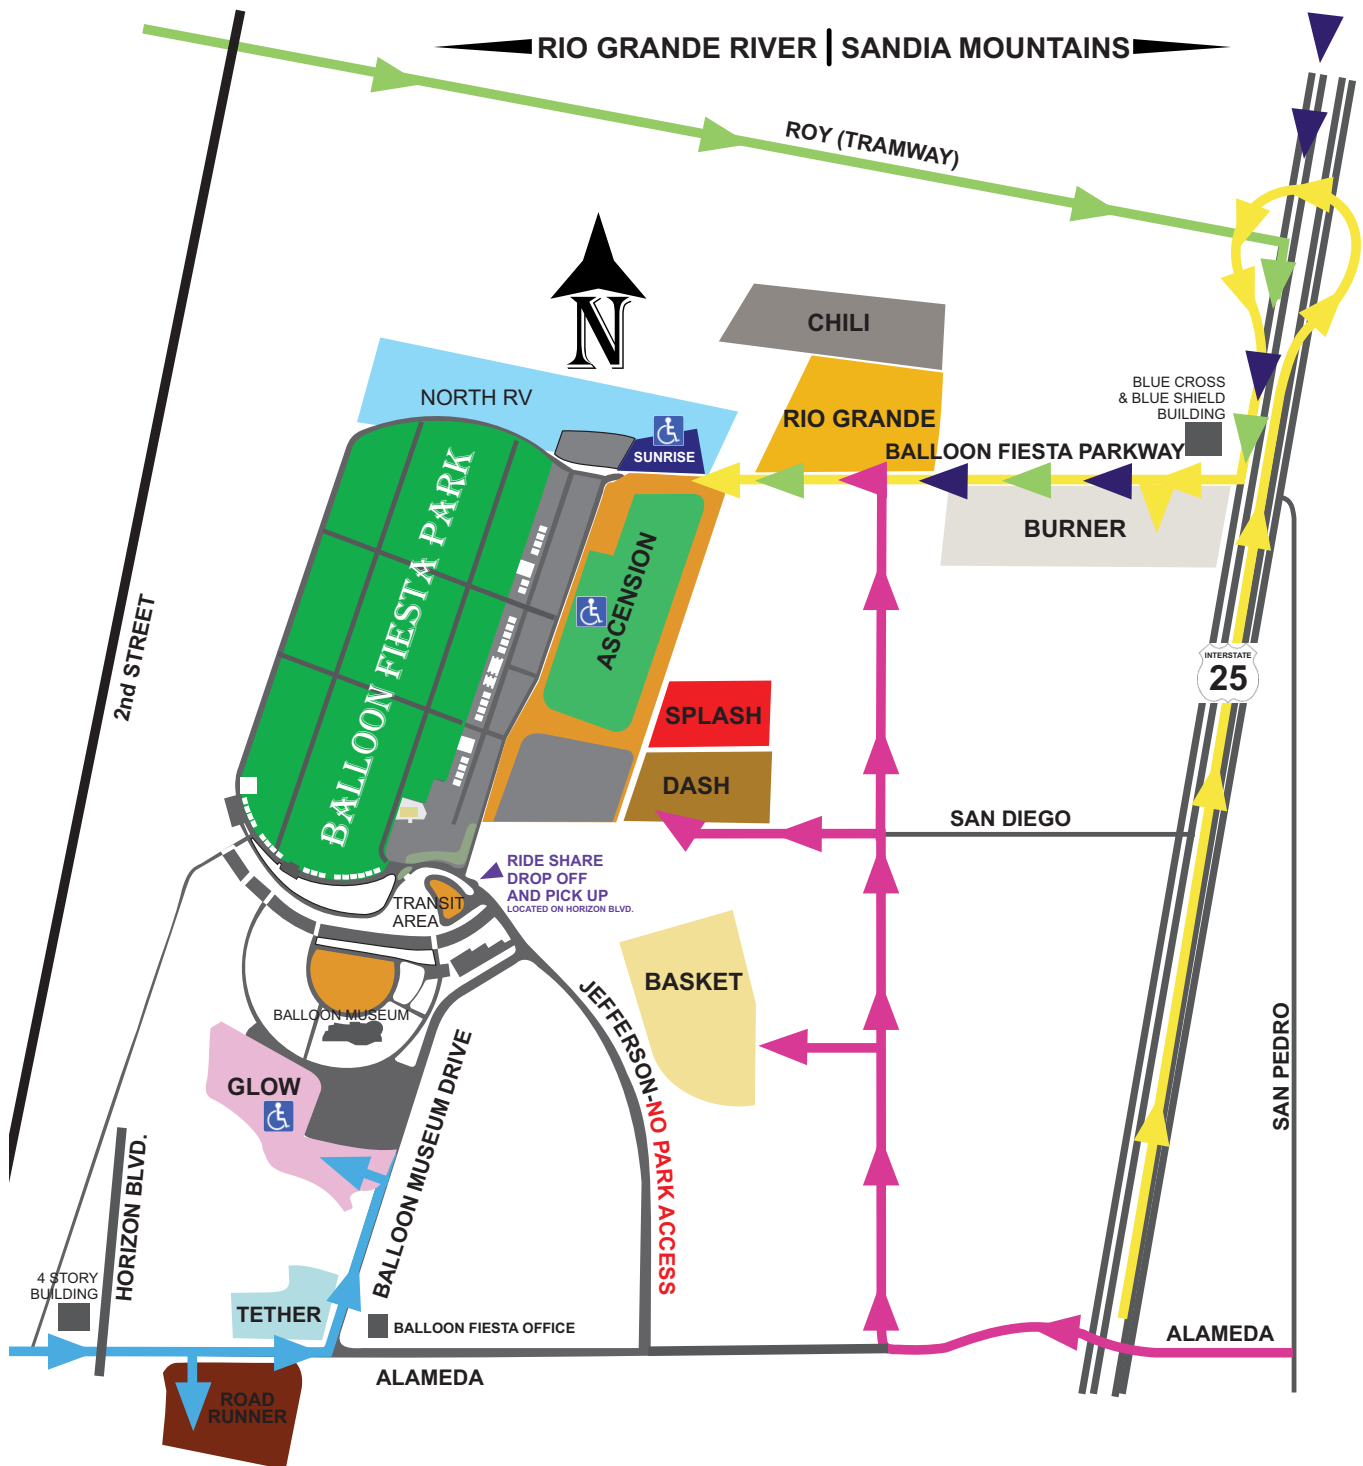 RIO GRANDE RIVER | SANDIA MOUNTAINS
ROY (TRAMWAY)
N
CHILI
RIO GRANDE
BLUE CROSS
& BLUE SHIELD
BUILDING
BALLOON FIESTA PARKWAY
NORTH RV
SUNRISE
BURNER
BALLOON FIESTA PARK
ASCENSION
2nd STREET
INTERSTATE
25
SPLASH
DASH
SAN DIEGO
RIDE SHARE
DROP OFF
AND PICK UP
LOCATED ON HORIZON BLVD.
TRANSIT
AREA
BASKET
BALLOON MUSEUM
JEFFERSON-NO PARK ACCESS
GLOW
BALLOON MUSEUM DRIVE
SAN PEDRO
HORIZON BLVD.
4 STORY
BUILDING
TETHER
BALLOON FIESTA OFFICE
ALAMEDA
ALAMEDA
ROAD
RUNNER